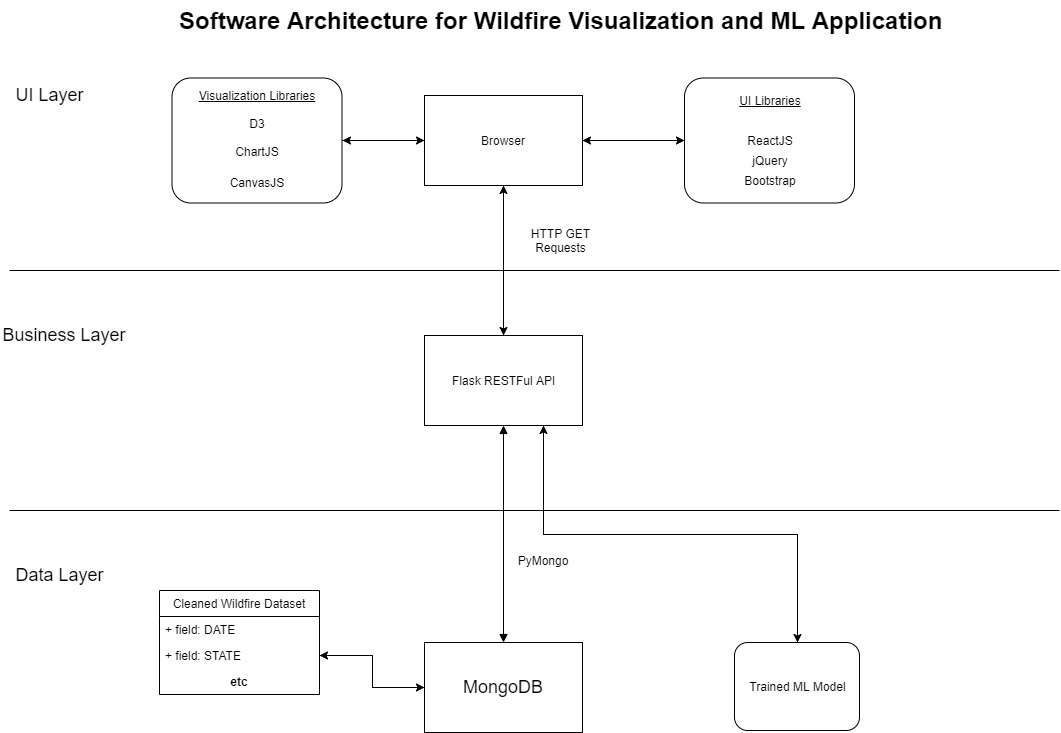 Software Architecture for Wildfire Visualization and ML Application
UI Layer
Visualization Libraries
D3
ChartJS
CanvasJS
Browser
UI Libraries
ReactJS
jQuery
Bootstrap
HTTP GET
Requests
Business Layer
Flask RESTFul API
Data Layer
PyMongo
Cleaned Wildfire Dataset
+ field: DATE
+ field: STATE
etc
MongoDB
Trained ML Model